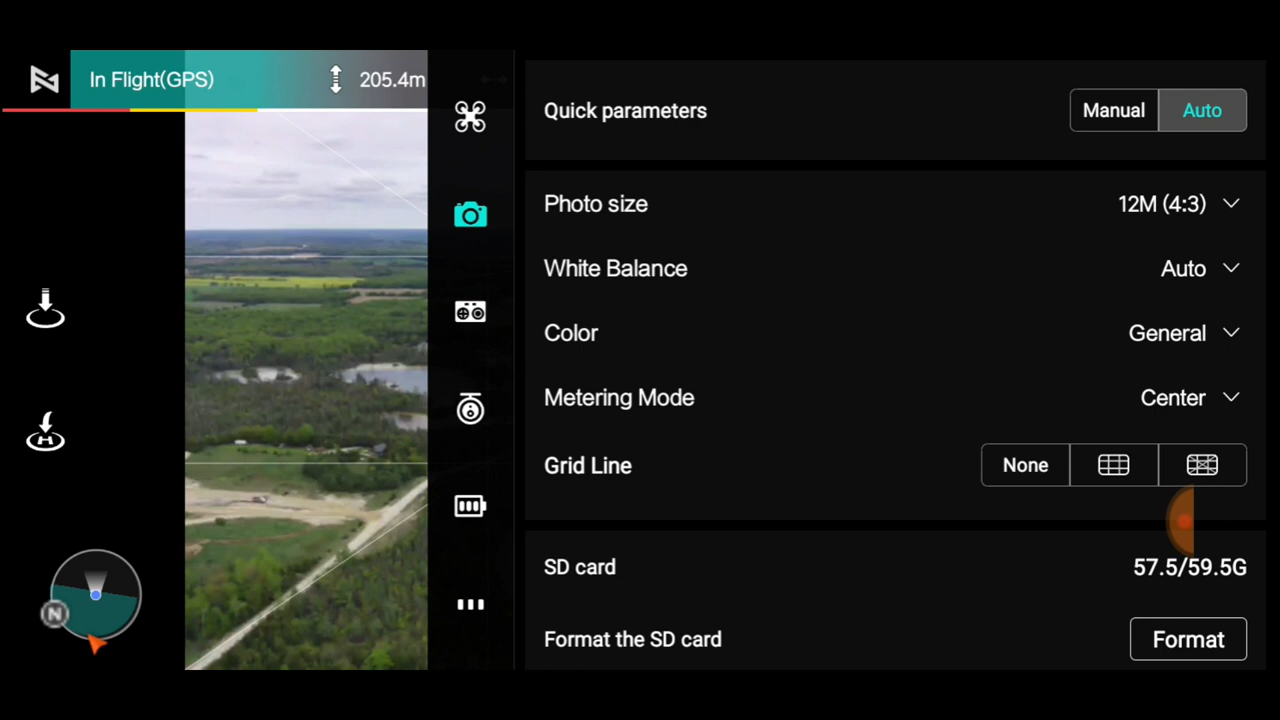 In Flight(GPS) 205.4m
Quick parameters Manual Auto
Photo size 12M (4:3)
White Balance Auto
Color General
Metering Mode Center
Grid Line None
SD card 57.5/59.5G
Format the SD card Format
N
H